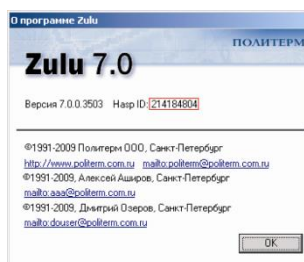 О программе Zulu
ПОЛИТЕРМ
Zulu 7.0
Версия 7.0.0.3503 Hasp ID: 214184804
©1991-2009 Политерм ООО, Санкт-Петербург
http://www.politerm.com.ru mailto:politerm@politerm.com.ru
©1991-2009, Алексей Аширов, Санкт-Петербург
mailto:aaa@politerm.com.ru
©1991-2009, Дмитрий Озеров, Санкт-Петербург
mailto:douser@politerm.com.ru
OK